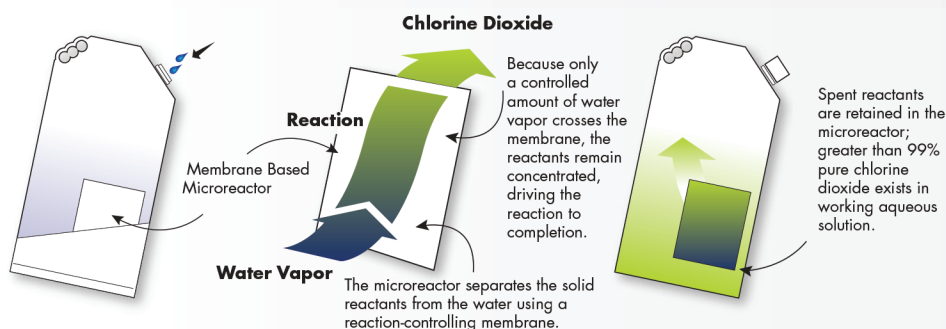 Chlorine Dioxide
Because only
a controlled
amount of water
vapor crosses the
membrane, the
reactants remain
concentrated,
driving the
reaction to
completion.
Reaction
Membrane Based
Microreactor
Water Vapor
The microreactor separates the solid
reactants from the water using a
reaction-controlling membrane.
Spent reactants
are retained in the
microreactor;
greater than 99%
pure chlorine
dioxide exists in
working aqueous
solution.